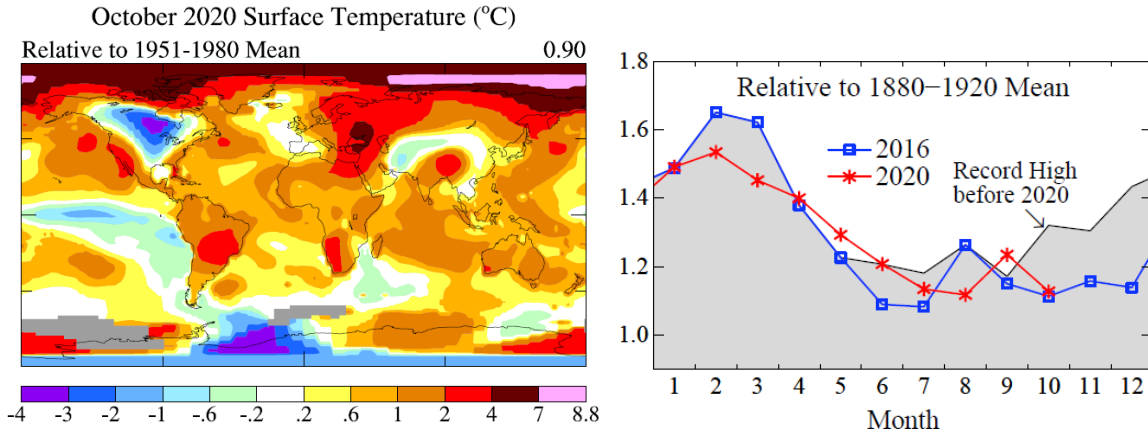 October 2020 Surface Temperature (°C)
Relative to 1951-1980 Mean 0.90
-4 -3 -2 -1 -.6 -.2 .2 .6 1 2 4 7 8.8
Relative to 1880−1920 Mean
2016
2020
Record High
before 2020
1.8
1.6
1.4
1.2
1.0
1 2 3 4 5 6 7 8 9 10 11 12
Month